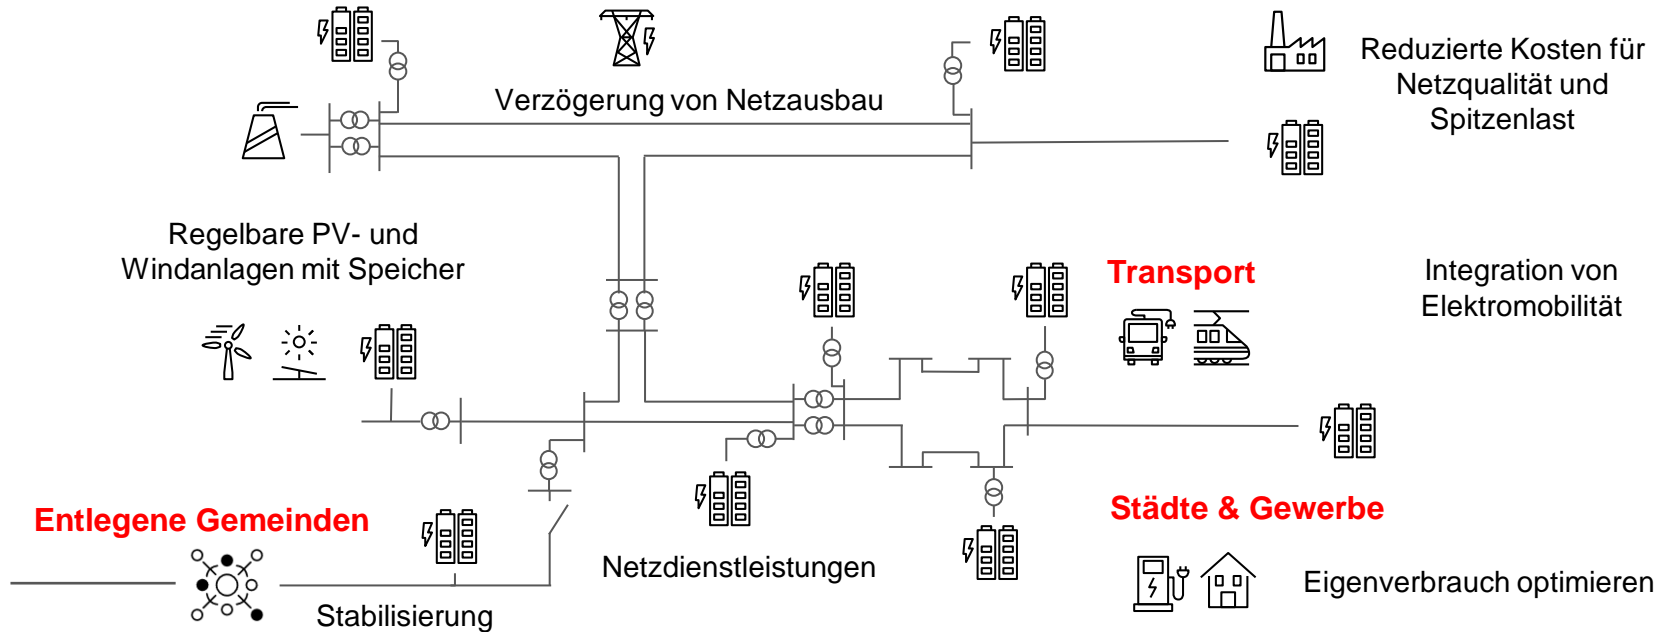 Verzögerung von Netzausbau
Reduzierte Kosten für
Netzqualität und
Spitzenlast
Regelbare PV- und
Windanlagen mit Speicher
Transport
Integration von
Elektromobilität
Entlegene Gemeinden
Stabilisierung
Netzdienstleistungen
Städte & Gewerbe
Eigenverbrauch optimieren